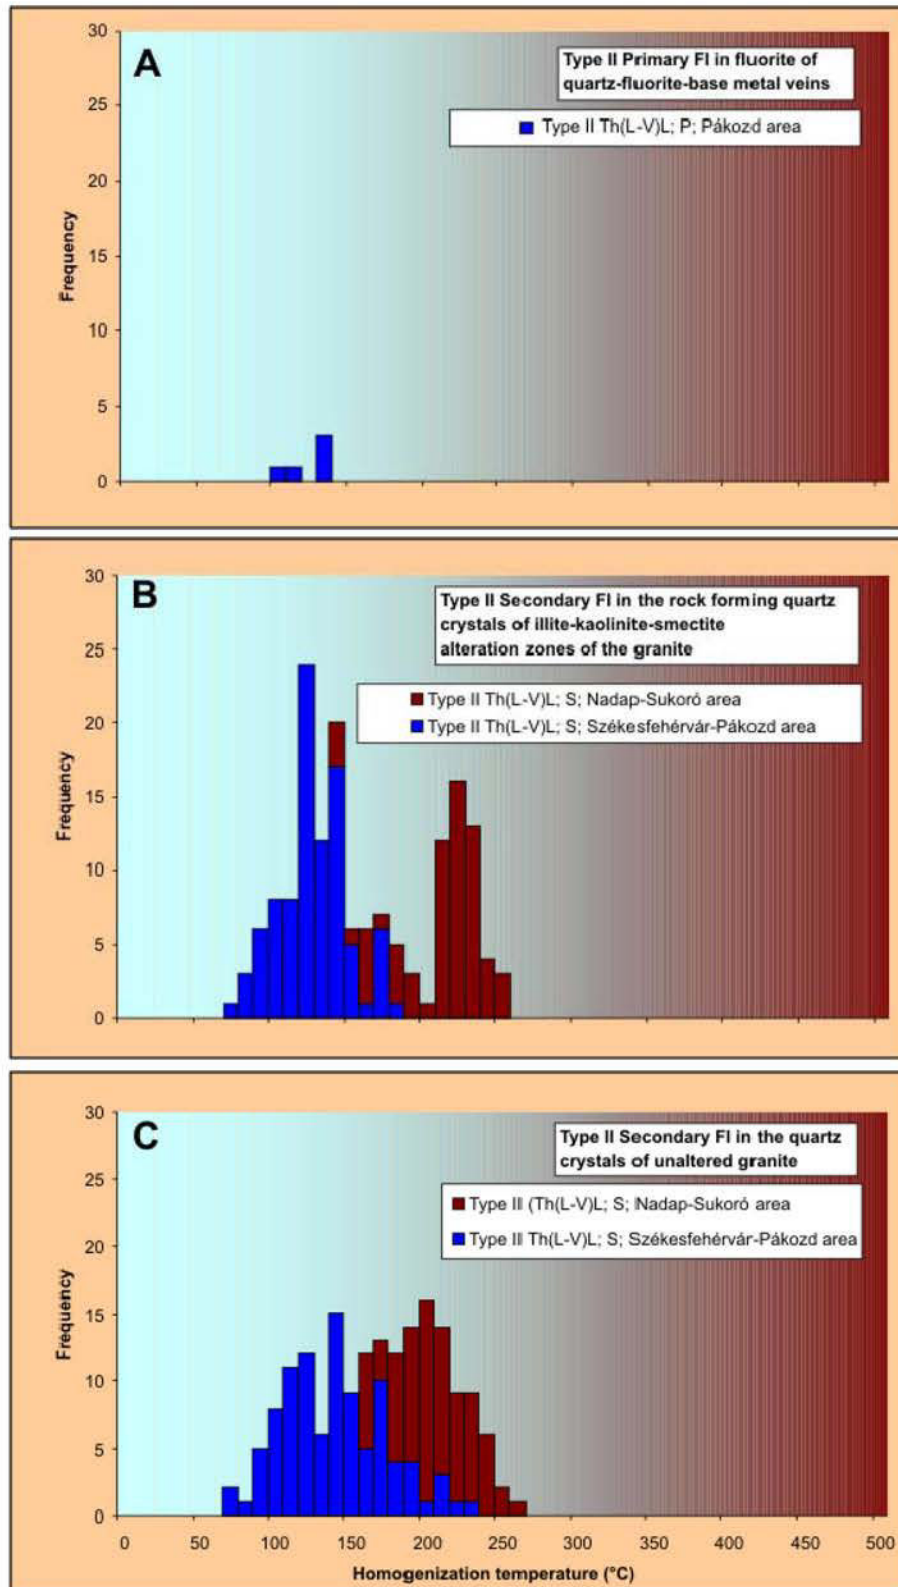 A
Type II Primary FI in fluorite of
quartz-fluorite-base metal veins
Type II Th(L-V)L; P; Pákozd area
30
25
20
15
10
5
0
Frequency
B
Type II Secondary FI in the rock forming quartz
crystals of illite-kaolinite-smectite
alteration zones of the granite
Type II Th(L-V)L; S; Nadap-Sukoró area
Type II Th(L-V)L; S; Székesfehérvár-Pákozd area
30
25
20
15
10
5
0
Frequency
C
Type II Secondary FI in the quartz
crystals of unaltered granite
Type II (Th(L-V)L; S; Nadap-Sukoró area
Type II Th(L-V)L; S; Székesfehérvár-Pákozd area
30
25
20
15
10
5
0
Frequency
0 50 100 150 200 250 300 350 400 450 500
Homogenization temperature (°C)